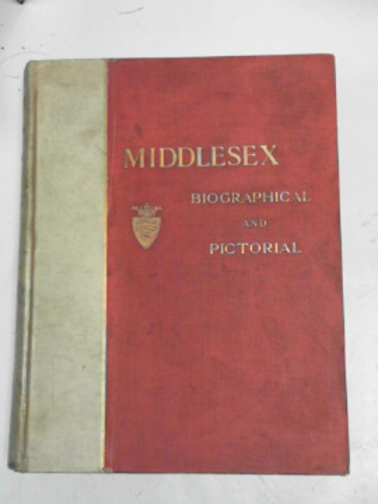 MIDDLESEX
BIOGRAPHICAL
AND
PICTORIAL